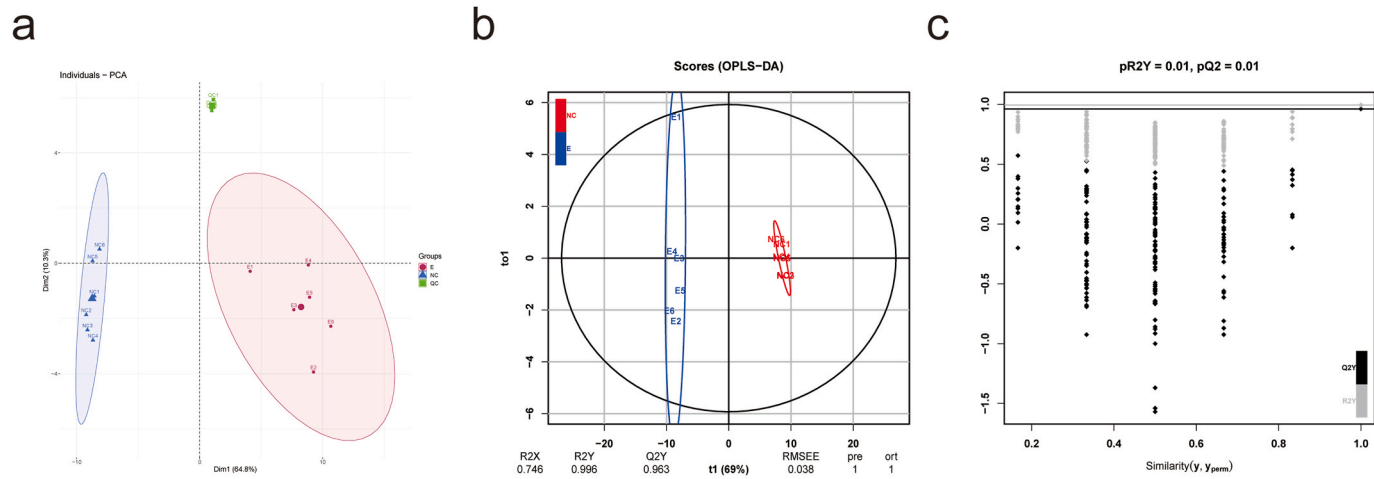 a
Individuals − PCA
QC1
4
0
−4
Dim2 (10.3%)
NC6
NC5
NC1
NC2
NC3
NC4
E4
E1
E5
E3
E6
E2
−10
0
10
Dim1 (64.8%)
Groups
E
NC
QC
b
Scores (OPLS−DA)
NC
E
6
4
2
0
−2
−4
−6
to1
E1
E4
E3
E5
E6
E2
NC1
−20
−10
0
10
20
t1 (69%)
R2X R2Y Q2Y RMSEE pre ort
0.746 0.996 0.963 0.038 1 1
c
pR2Y = 0.01, pQ2 = 0.01
1.0
0.5
0.0
−0.5
−1.0
−1.5
Q2Y
R2Y
0.2 0.4 0.6 0.8 1.0
Similarity(y, yperm)